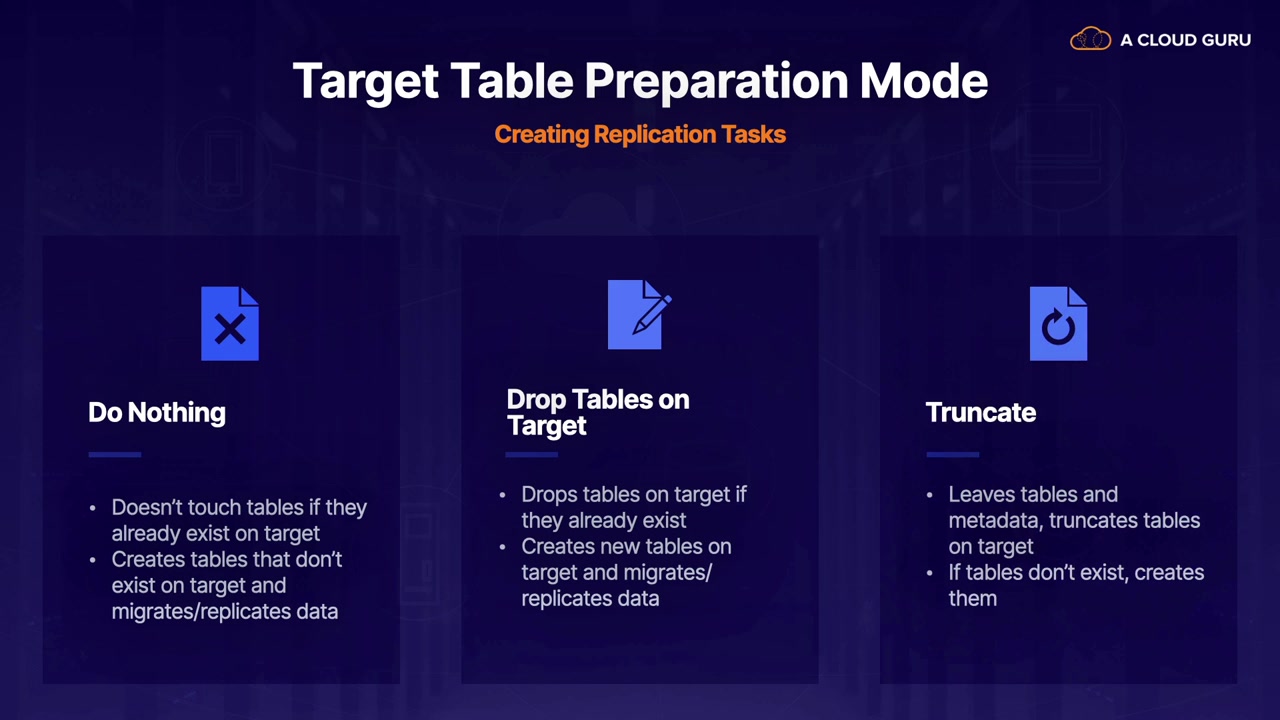 A CLOUD GURU
Target Table Preparation Mode
Creating Replication Tasks
Do Nothing
• Doesn’t touch tables if they
already exist on target
• Creates tables that don’t
exist on target and
migrates/replicates data
Drop Tables on
Target
• Drops tables on target if
they already exist
• Creates new tables on
target and migrates/
replicates data
Truncate
• Leaves tables and
metadata, truncates tables
on target
• If tables don’t exist, creates
them